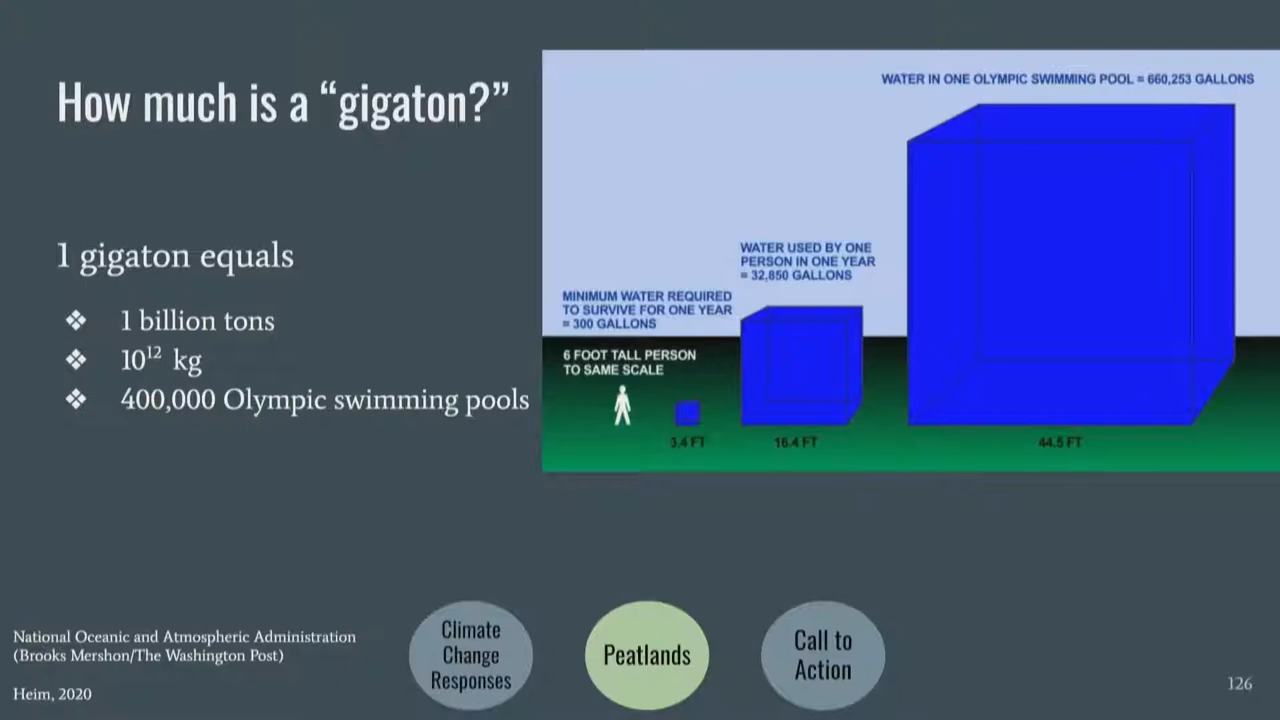 How much is a “gigaton?”
1 gigaton equals
❖ 1 billion tons
❖ 10¹² kg
❖ 400,000 Olympic swimming pools
WATER IN ONE OLYMPIC SWIMMING POOL = 660,253 GALLONS
WATER USED BY ONE
PERSON IN ONE YEAR
= 32,850 GALLONS
MINIMUM WATER REQUIRED
TO SURVIVE FOR ONE YEAR
= 300 GALLONS
6 FOOT TALL PERSON
TO SAME SCALE
3.4 FT
16.4 FT
44.5 FT
National Oceanic and Atmospheric Administration
(Brooks Mershon/The Washington Post)
Heim, 2020
Climate
Change
Responses
Peatlands
Call to
Action
126